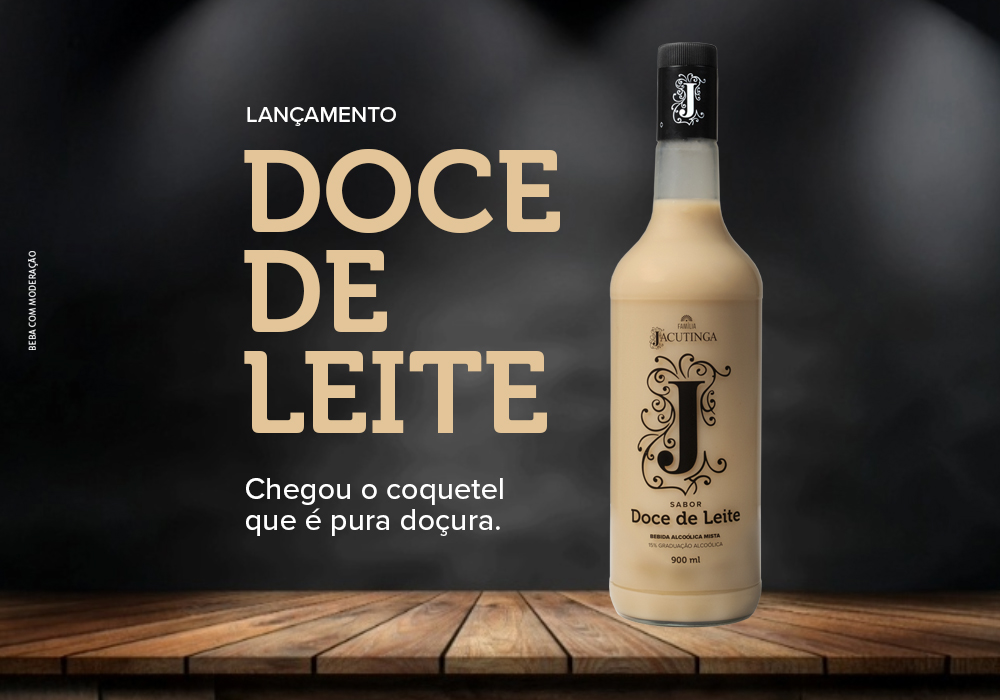 LANÇAMENTO
DOCE
DE
LEITE
Chegou o coquetel
que é pura doçura.
BEBA COM MODERAÇÃO
J
FAMÍLIA
JACUTINGA
J
SABOR
Doce de Leite
BEBIDA ALCOÓLICA MISTA
15% GRADUAÇÃO ALCOÓLICA
900 ml